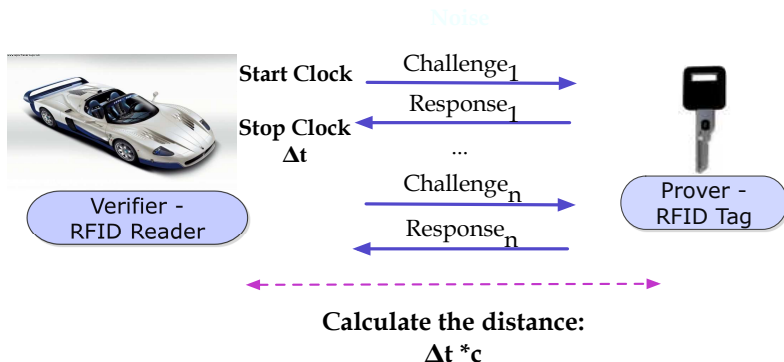 Noise
Start Clock
Challenge1
Response1
Stop Clock
Δt
...
Challengen
Responsen
Verifier -
RFID Reader
Prover -
RFID Tag
Calculate the distance:
Δt *c